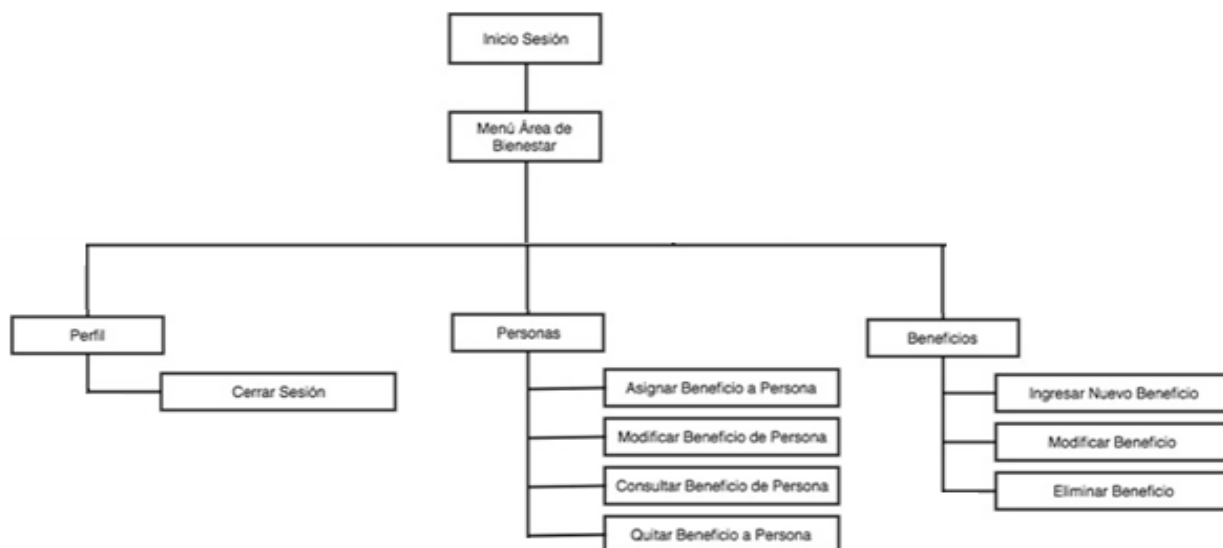 Inicio Sesión
Menú Área de
Bienestar
Perfil
Cerrar Sesión
Personas
Asignar Beneficio a Persona
Modificar Beneficio de Persona
Consultar Beneficio de Persona
Quitar Beneficio a Persona
Beneficios
Ingresar Nuevo Beneficio
Modificar Beneficio
Eliminar Beneficio